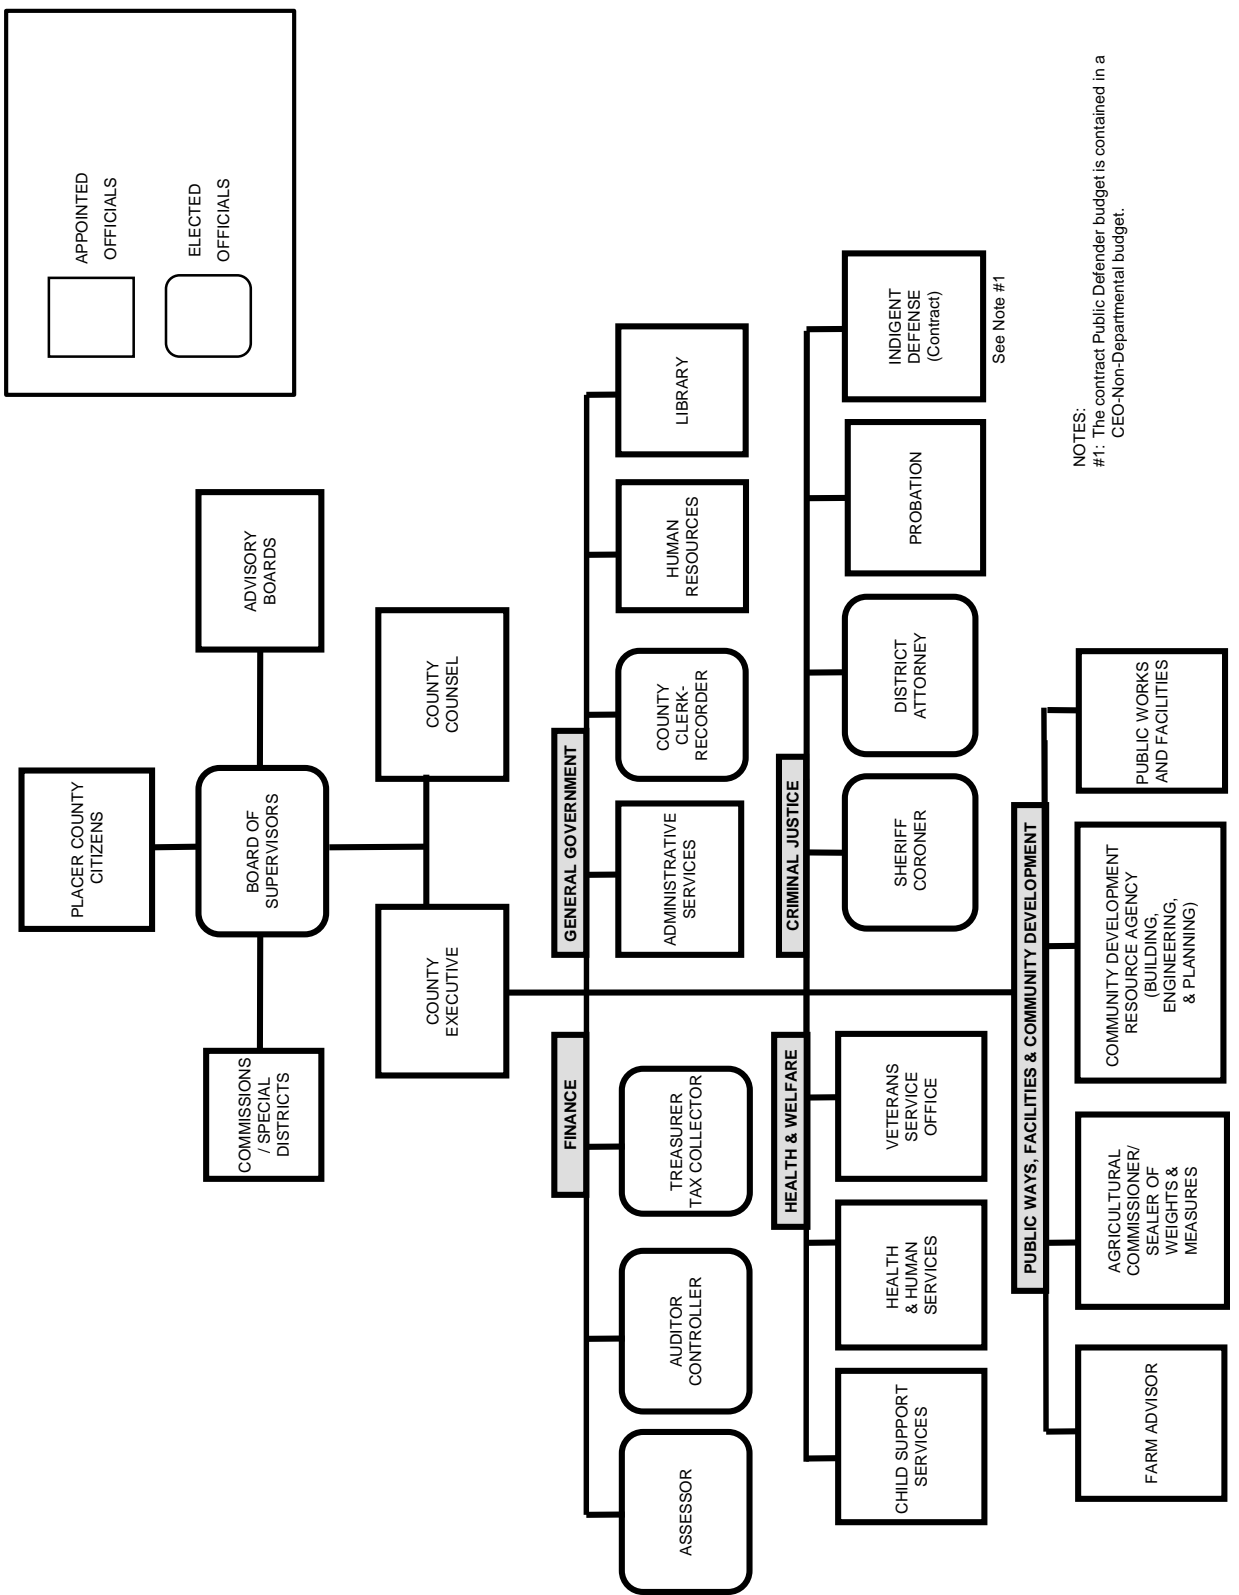 APPOINTED
OFFICIALS
ELECTED
OFFICIALS
PLACER COUNTY
CITIZENS
COMMISSIONS
/ SPECIAL
DISTRICTS
BOARD OF
SUPERVISORS
ADVISORY
BOARDS
COUNTY
EXECUTIVE
COUNTY
COUNSEL
FINANCE
GENERAL GOVERNMENT
ASSESSOR
AUDITOR
CONTROLLER
TREASURER
TAX COLLECTOR
ADMINISTRATIVE
SERVICES
COUNTY
CLERK-
RECORDER
HUMAN
RESOURCES
LIBRARY
HEALTH & WELFARE
CRIMINAL JUSTICE
CHILD SUPPORT
SERVICES
HEALTH
& HUMAN
SERVICES
VETERANS
SERVICE
OFFICE
SHERIFF
CORONER
DISTRICT
ATTORNEY
PROBATION
INDIGENT
DEFENSE
(Contract)
See Note #1
PUBLIC WAYS, FACILITIES & COMMUNITY DEVELOPMENT
FARM ADVISOR
AGRICULTURAL
COMMISSIONER/
SEALER OF
WEIGHTS &
MEASURES
COMMUNITY DEVELOPMENT
RESOURCE AGENCY
(BUILDING,
ENGINEERING,
& PLANNING)
PUBLIC WORKS
AND FACILITIES
NOTES:
#1: The contract Public Defender budget is contained in a
CEO-Non-Departmental budget.